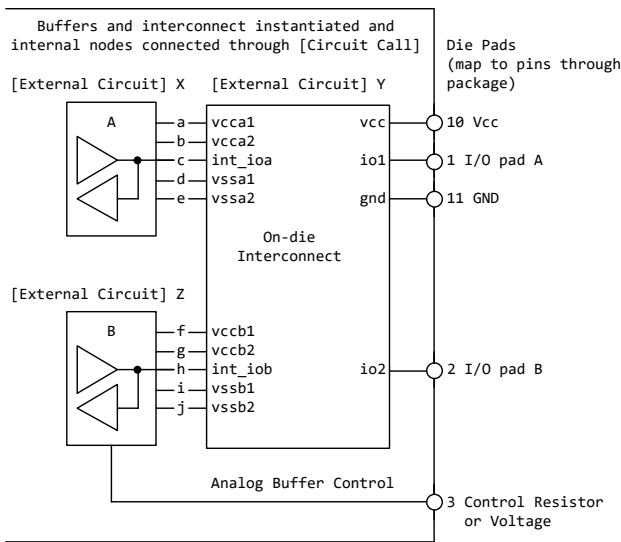 Buffers and interconnect instantiated and
internal nodes connected through [Circuit Call]
Die Pads
(map to pins through
package)
[External Circuit] X
[External Circuit] Y
A
a
b
c
d
e
vcca1
vcca2
int_ioa
vssa1
vssa2
vcc
io1
gnd
10 Vcc
1 I/O pad A
11 GND
On-die
Interconnect
[External Circuit] Z
B
f
g
h
i
j
vccb1
vccb2
int_iob
vssb1
vssb2
io2
2 I/O pad B
Analog Buffer Control
3 Control Resistor
or Voltage